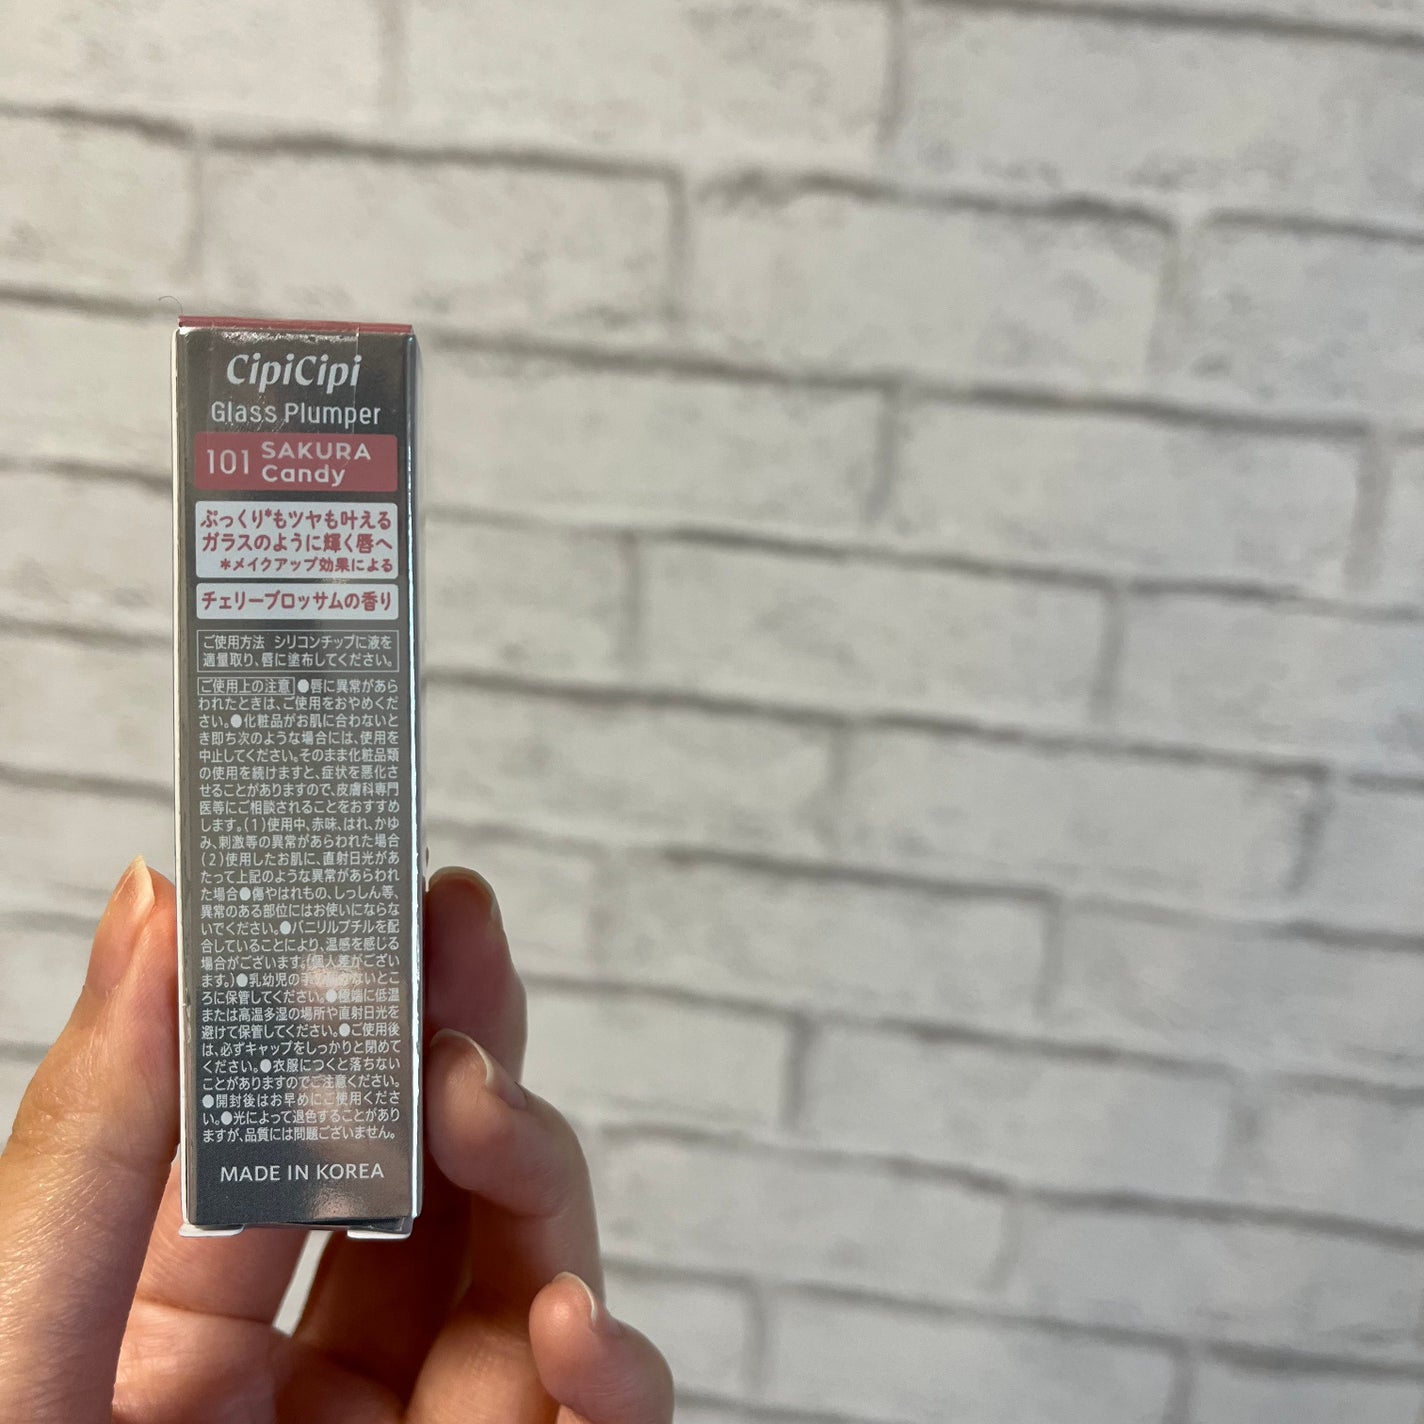 CipiCipi
Glass Plumper
101 SAKURA
Candy
ぷっくり*もツヤも叶える
ガラスのように輝く唇へ
*メイクアップ効果による
チェリーブロッサムの香り
ご使用方法 シリコンチップに液を
適量取り、唇に塗布してください。
ご使用上の注意 ●唇に異常があら
われたときは、ご使用をおやめくだ
さい。●化粧品がお肌に合わないと
き即ち次のような場合には、使用を
中止してください。そのまま化粧品類
の使用を続けますと、症状を悪化さ
せることがありますので、皮膚科専門
医等にご相談されることをおすすめ
します。(1)使用中、赤味、はれ、かゆ
み、刺激等の異常があらわれた場合
(2)使用したお肌に、直射日光があ
たって上記のような異常があらわれ
た場合●傷やはれもの、しっしん等、
異常のある部位にはお使いにならな
いでください。●バニリルブチルを配
合していることにより、温感を感じる
場合がございます。(個人差がござい
ます。)●乳幼児の手の届かないとこ
ろに保管してください。●極端に低温
または高温多湿の場所や直射日光を
避けて保管してください。●ご使用後
は、必ずキャップをしっかりと閉めて
ください。●衣服につくと落ちない
ことがありますのでご注意ください。
●開封後はお早めにご使用くださ
い。●光によって退色することがあり
ますが、品質には問題ございません。
MADE IN KOREA